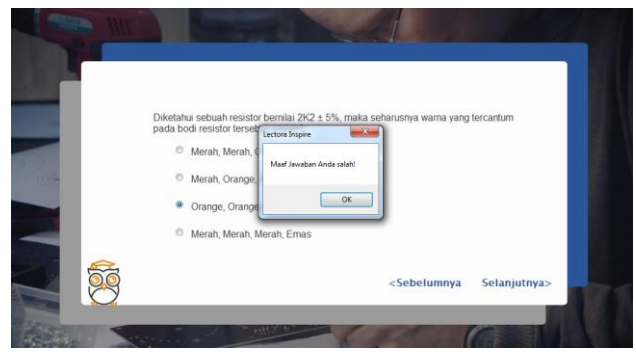 Diketahui sebuah resistor bernilai 2K2 ± 5%, maka seharusnya warna yang tercantum
pada bodi resistor terseb
Lectora Inspire
Merah, Merah,
Maaf Jawaban Anda salah!
Merah, Orange,
OK
Orange, Orange
Merah, Merah, Merah, Emas
<Sebelumnya Selanjutnya>